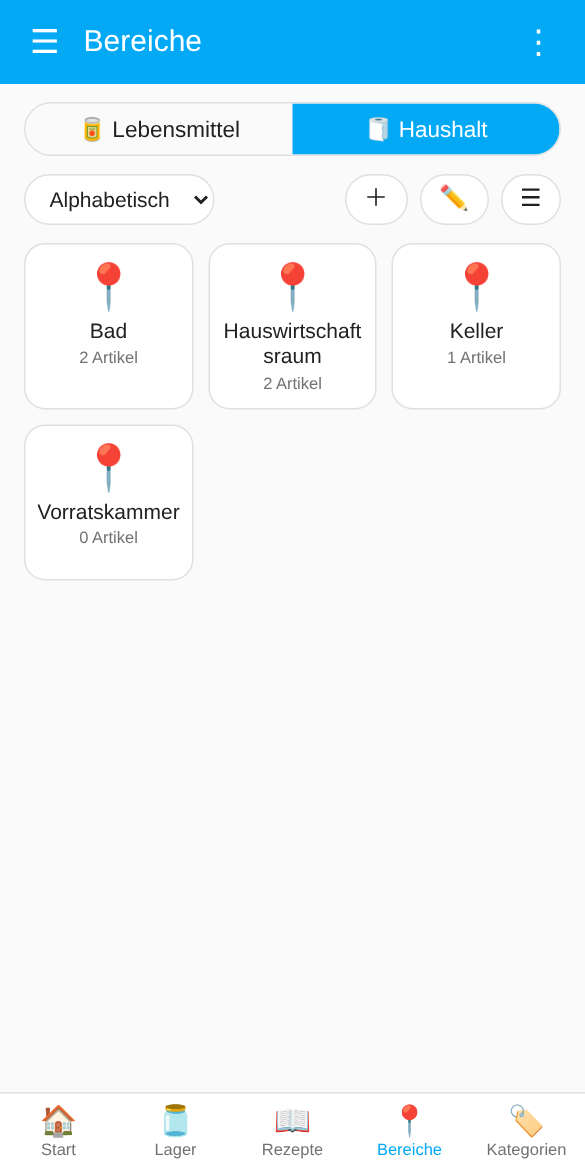 Bereiche
Lebensmittel
Haushalt
Alphabetisch
Bad
2 Artikel
Hauswirtschaft
sraum
2 Artikel
Keller
1 Artikel
Vorratskammer
0 Artikel
Start
Lager
Rezepte
Bereiche
Kategorien